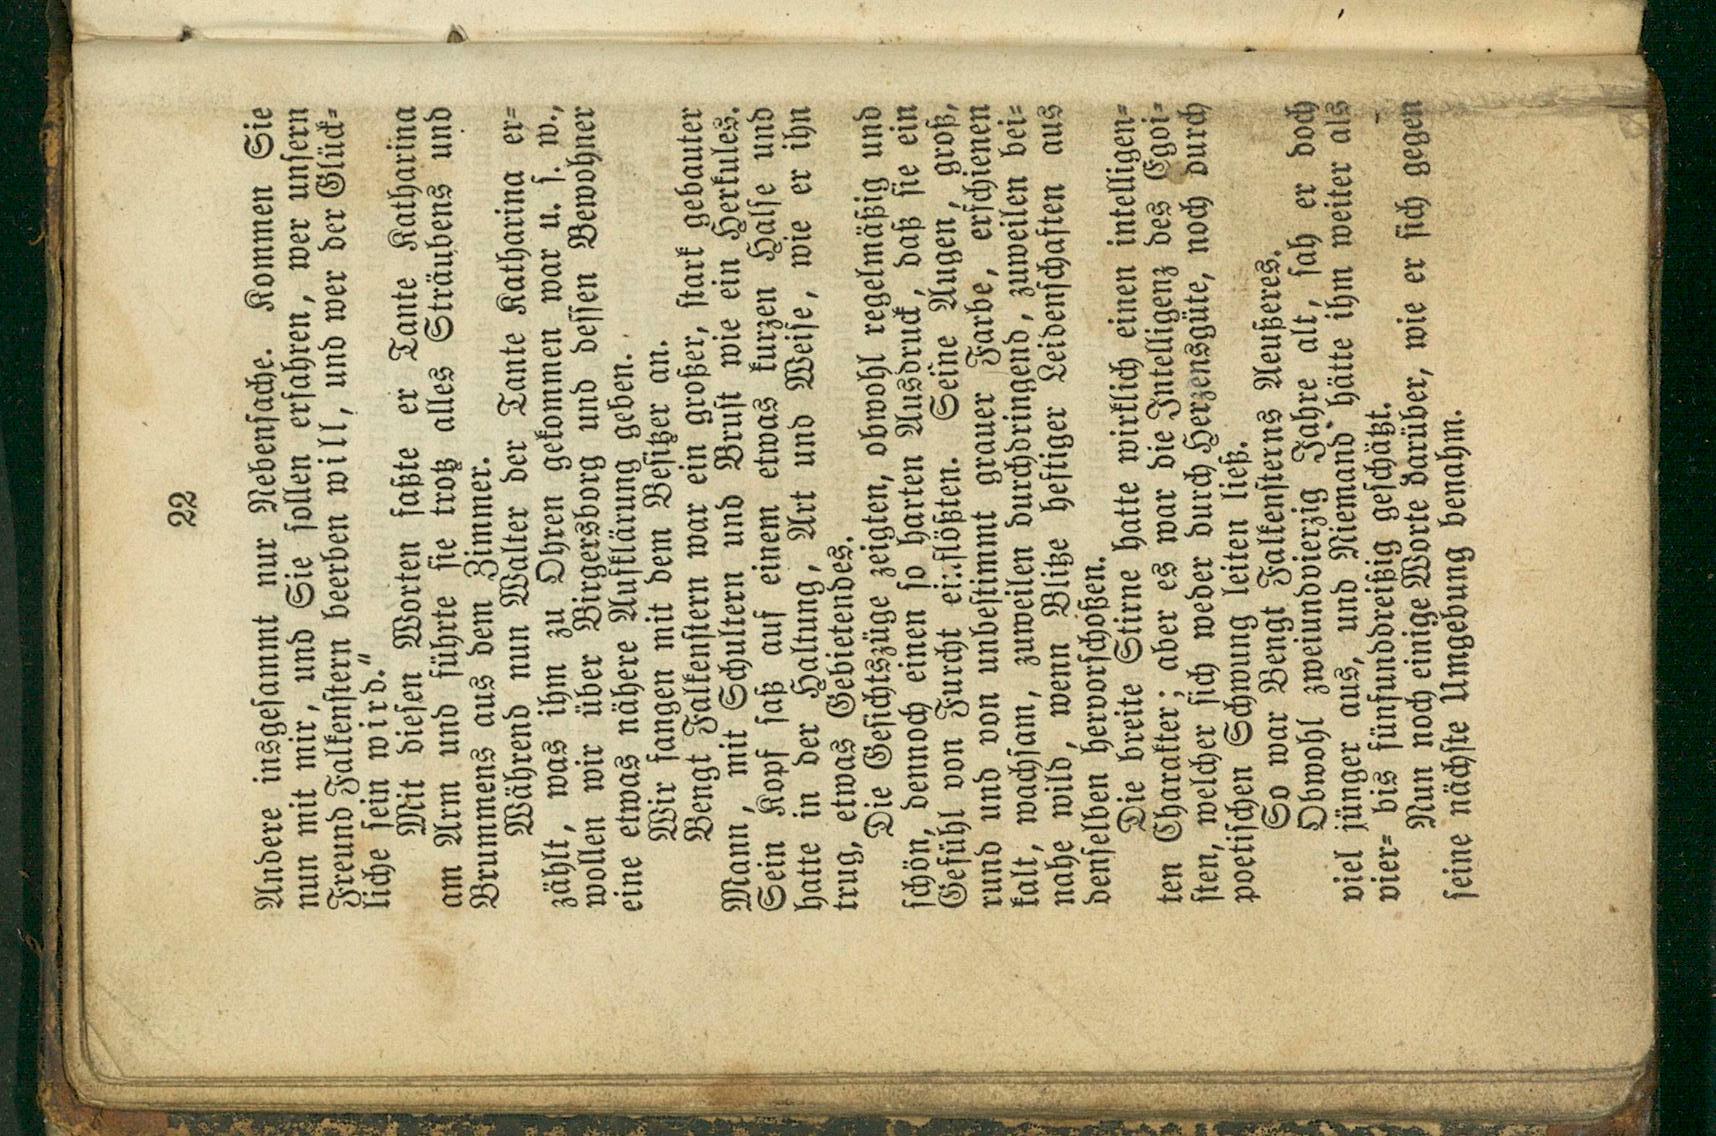 22
Andere insgesammt nur Nebensache. Kommen Sie
nun mit mir, und Sie sollen erfahren, wer unsern
Freund Falkenstern beerben will, und wer der Glück-
liche sein wird.“
Mit diesen Worten faßte er Tante Katharina
am Arm und führte sie trotz alles Sträubens und
Brummens aus dem Zimmer.
Während nun Walter der Tante Katharina er-
zählt, was ihm zu Ohren gekommen war u. s. w.,
wollen wir über Birgersborg und dessen Bewohner
eine etwas nähere Aufklärung geben.
Wir fangen mit dem Besitzer an.
Bengt Falkenstern war ein großer, stark gebauter
Mann, mit Schultern und Brust wie ein Herkules.
Sein Kopf saß auf einem etwas kurzen Halse und
hatte in der Haltung, Art und Weise, wie er ihn
trug, etwas Gebietendes.
Die Gesichtszüge zeigten, obwohl regelmäßig und
schön, dennoch einen so harten Ausdruck, daß sie ein
Gefühl von Furcht einflößten. Seine Augen, groß,
rund und von unbestimmt grauer Farbe, erschienen
kalt, wachsam, zuweilen durchdringend, zuweilen bei-
nahe wild, wenn Blitze heftiger Leidenschaften aus
denselben hervorschoßen.
Die breite Stirne hatte wirklich einen intelligen-
ten Charakter; aber es war die Intelligenz des Egoi-
sten, welcher sich weder durch Herzensgüte, noch durch
poetischen Schwung leiten ließ.
So war Bengt Falkensterns Aeußeres.
Obwohl zweiundvierzig Jahre alt, sah er doch
viel jünger aus, und Niemand hätte ihm weiter als
vier- bis fünfunddreißig geschätzt.
Nun noch einige Worte darüber, wie er sich gegen
seine nächste Umgebung benahm.